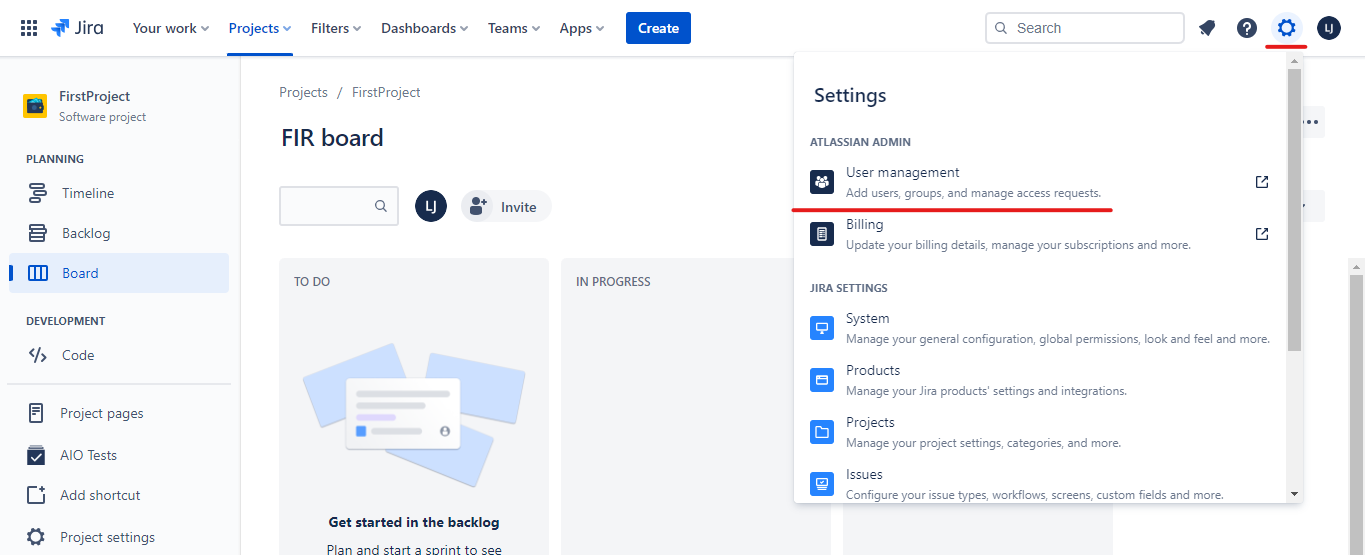 Jira
Your work
Projects
Filters
Dashboards
Teams
Apps
Create
Search
LJ
FirstProject
Software project
PLANNING
Timeline
Backlog
Board
DEVELOPMENT
Code
Project pages
AIO Tests
Add shortcut
Project settings
Projects / FirstProject
FIR board
LJ
Invite
TO DO
IN PROGRESS
Get started in the backlog
Plan and start a sprint to see
Settings
ATLASSIAN ADMIN
User management
Add users, groups, and manage access requests.
Billing
Update your billing details, manage your subscriptions and more.
JIRA SETTINGS
System
Manage your general configuration, global permissions, look and feel and more.
Products
Manage your Jira products' settings and integrations.
Projects
Manage your project settings, categories, and more.
Issues
Configure your issue types, workflows, screens, custom fields and more.